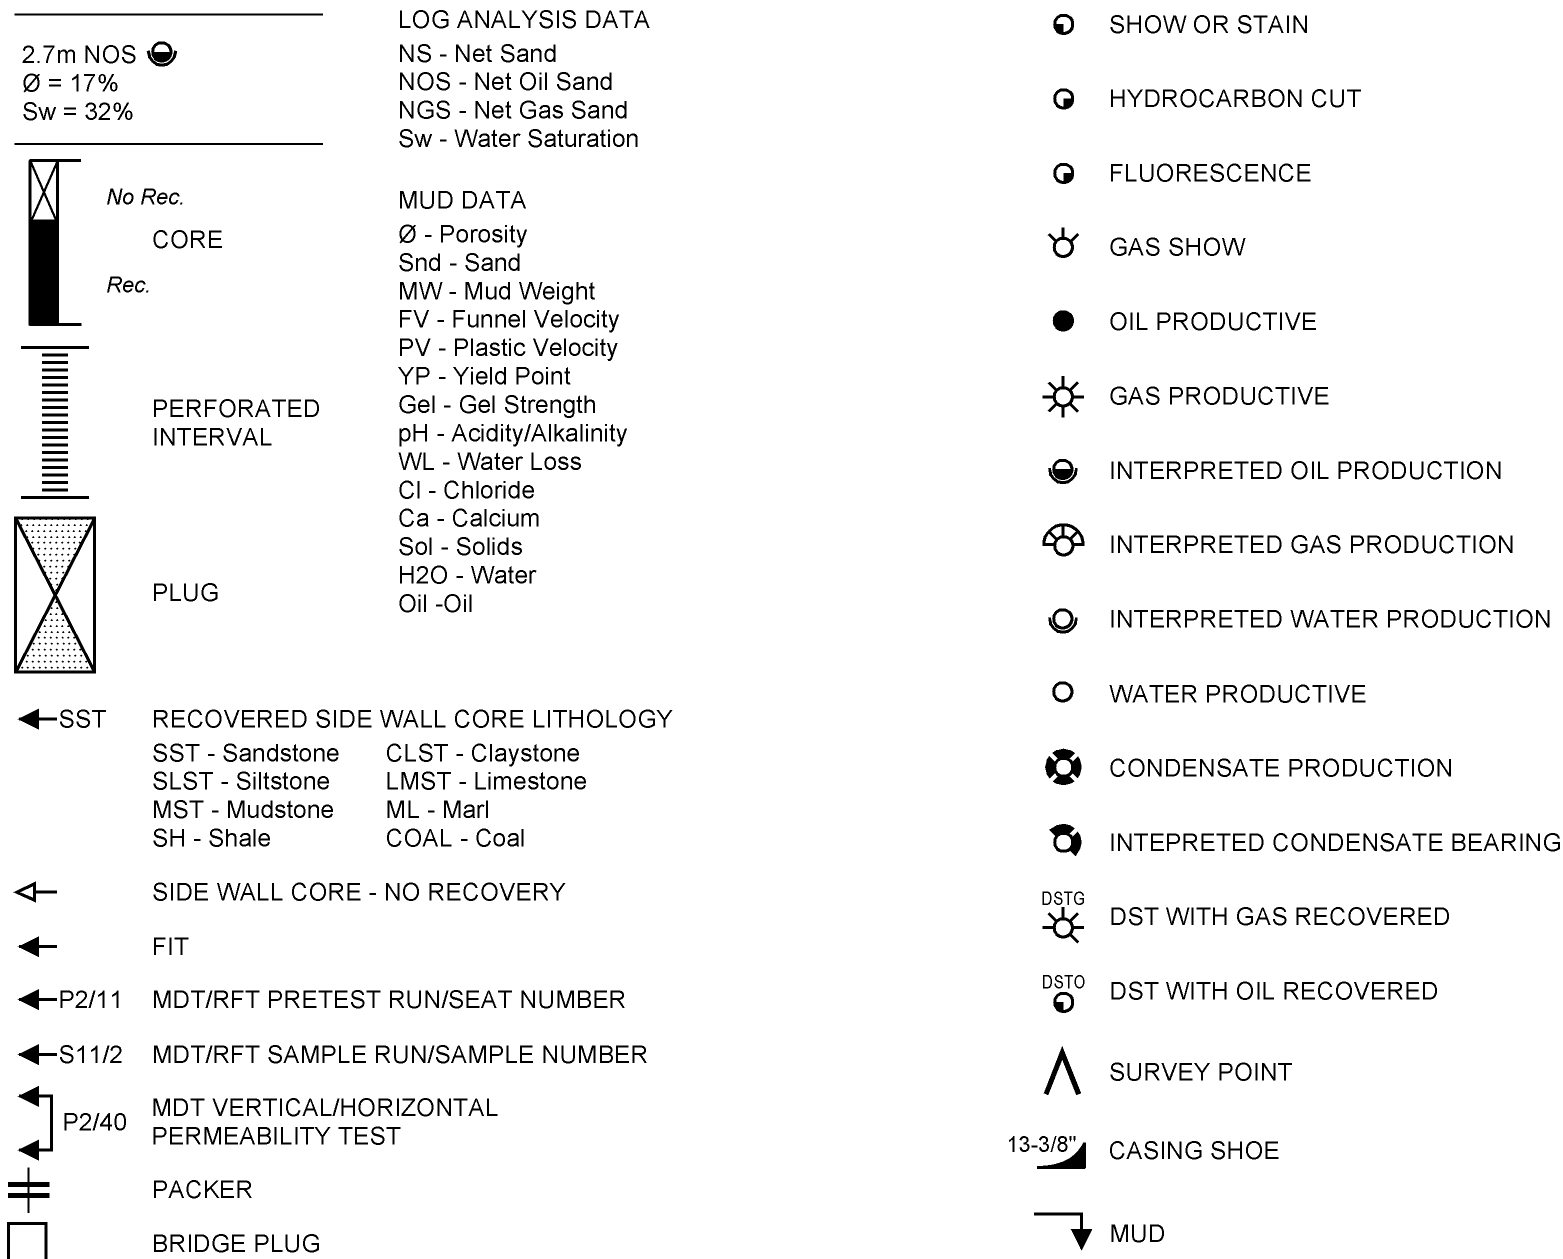 2.7m NOS
Ø = 17%
Sw = 32%
No Rec.
CORE
Rec.
PERFORATED
INTERVAL
PLUG
LOG ANALYSIS DATA
NS - Net Sand
NOS - Net Oil Sand
NGS - Net Gas Sand
Sw - Water Saturation
MUD DATA
Ø - Porosity
Snd - Sand
MW - Mud Weight
FV - Funnel Velocity
PV - Plastic Velocity
YP - Yield Point
Gel - Gel Strength
pH - Acidity/Alkalinity
WL - Water Loss
Cl - Chloride
Ca - Calcium
Sol - Solids
H2O - Water
Oil -Oil
SST RECOVERED SIDE WALL CORE LITHOLOGY
SST - Sandstone CLST - Claystone
SLST - Siltstone LMST - Limestone
MST - Mudstone ML - Marl
SH - Shale COAL - Coal
SIDE WALL CORE - NO RECOVERY
FIT
P2/11 MDT/RFT PRETEST RUN/SEAT NUMBER
S11/2 MDT/RFT SAMPLE RUN/SAMPLE NUMBER
P2/40 MDT VERTICAL/HORIZONTAL
PERMEABILITY TEST
PACKER
BRIDGE PLUG
SHOW OR STAIN
HYDROCARBON CUT
FLUORESCENCE
GAS SHOW
OIL PRODUCTIVE
GAS PRODUCTIVE
INTERPRETED OIL PRODUCTION
INTERPRETED GAS PRODUCTION
INTERPRETED WATER PRODUCTION
WATER PRODUCTIVE
CONDENSATE PRODUCTION
INTEPRETED CONDENSATE BEARING
DSTG
DST WITH GAS RECOVERED
DSTO
DST WITH OIL RECOVERED
SURVEY POINT
13-3/8" CASING SHOE
MUD